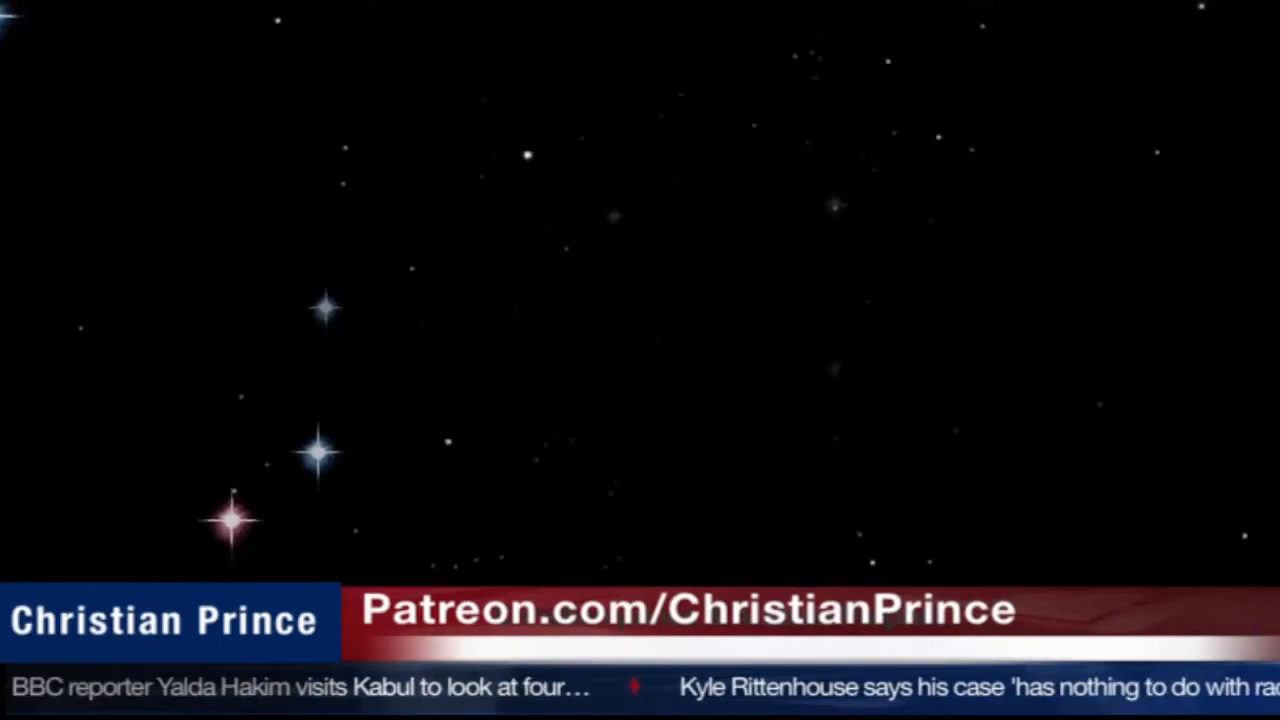 Christian Prince
Patreon.com/ChristianPrince
BBC reporter Yalda Hakim visits Kabul to look at four…
Kyle Rittenhouse says his case 'has nothing to do with